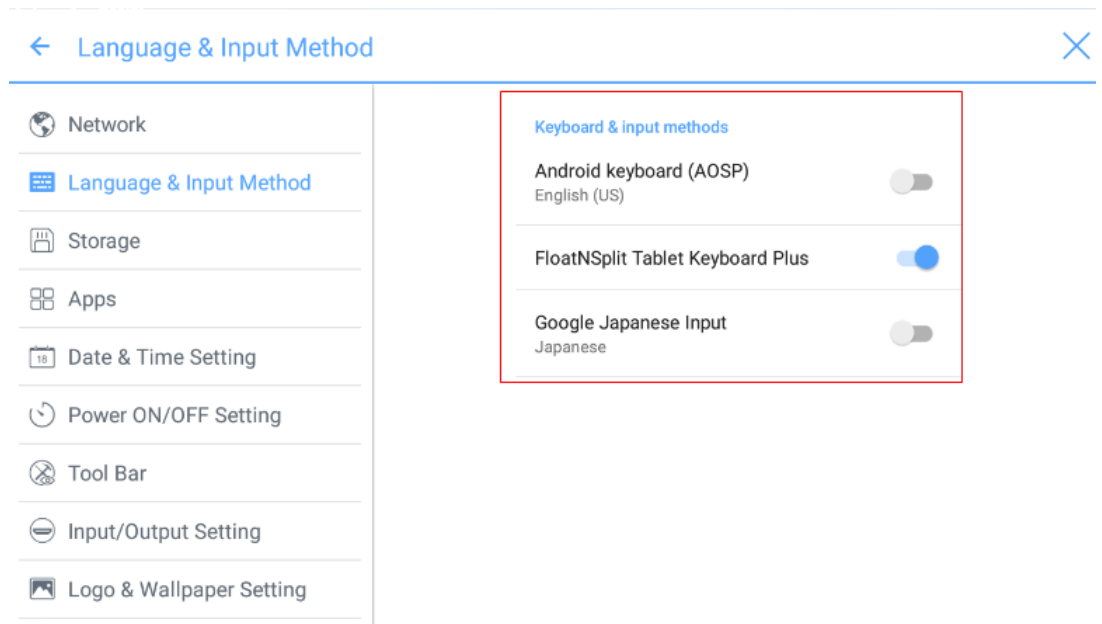 Language & Input Method
Network
Language & Input Method
Storage
Apps
18
Date & Time Setting
Power ON/OFF Setting
Tool Bar
Input/Output Setting
Logo & Wallpaper Setting
Keyboard & input methods
Android keyboard (AOSP)
English (US)
FloatNSplit Tablet Keyboard Plus
Google Japanese Input
Japanese